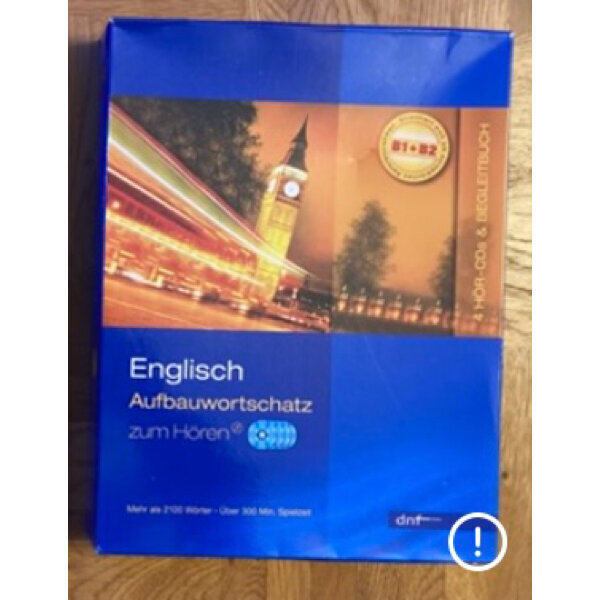 B1+B2
4 HÖR-CDs & BEGLEITBUCH
Englisch
Aufbauwortschatz
zum Hören
Mehr als 2100 Wörter - Über 300 Min. Spielzeit
dnf
!